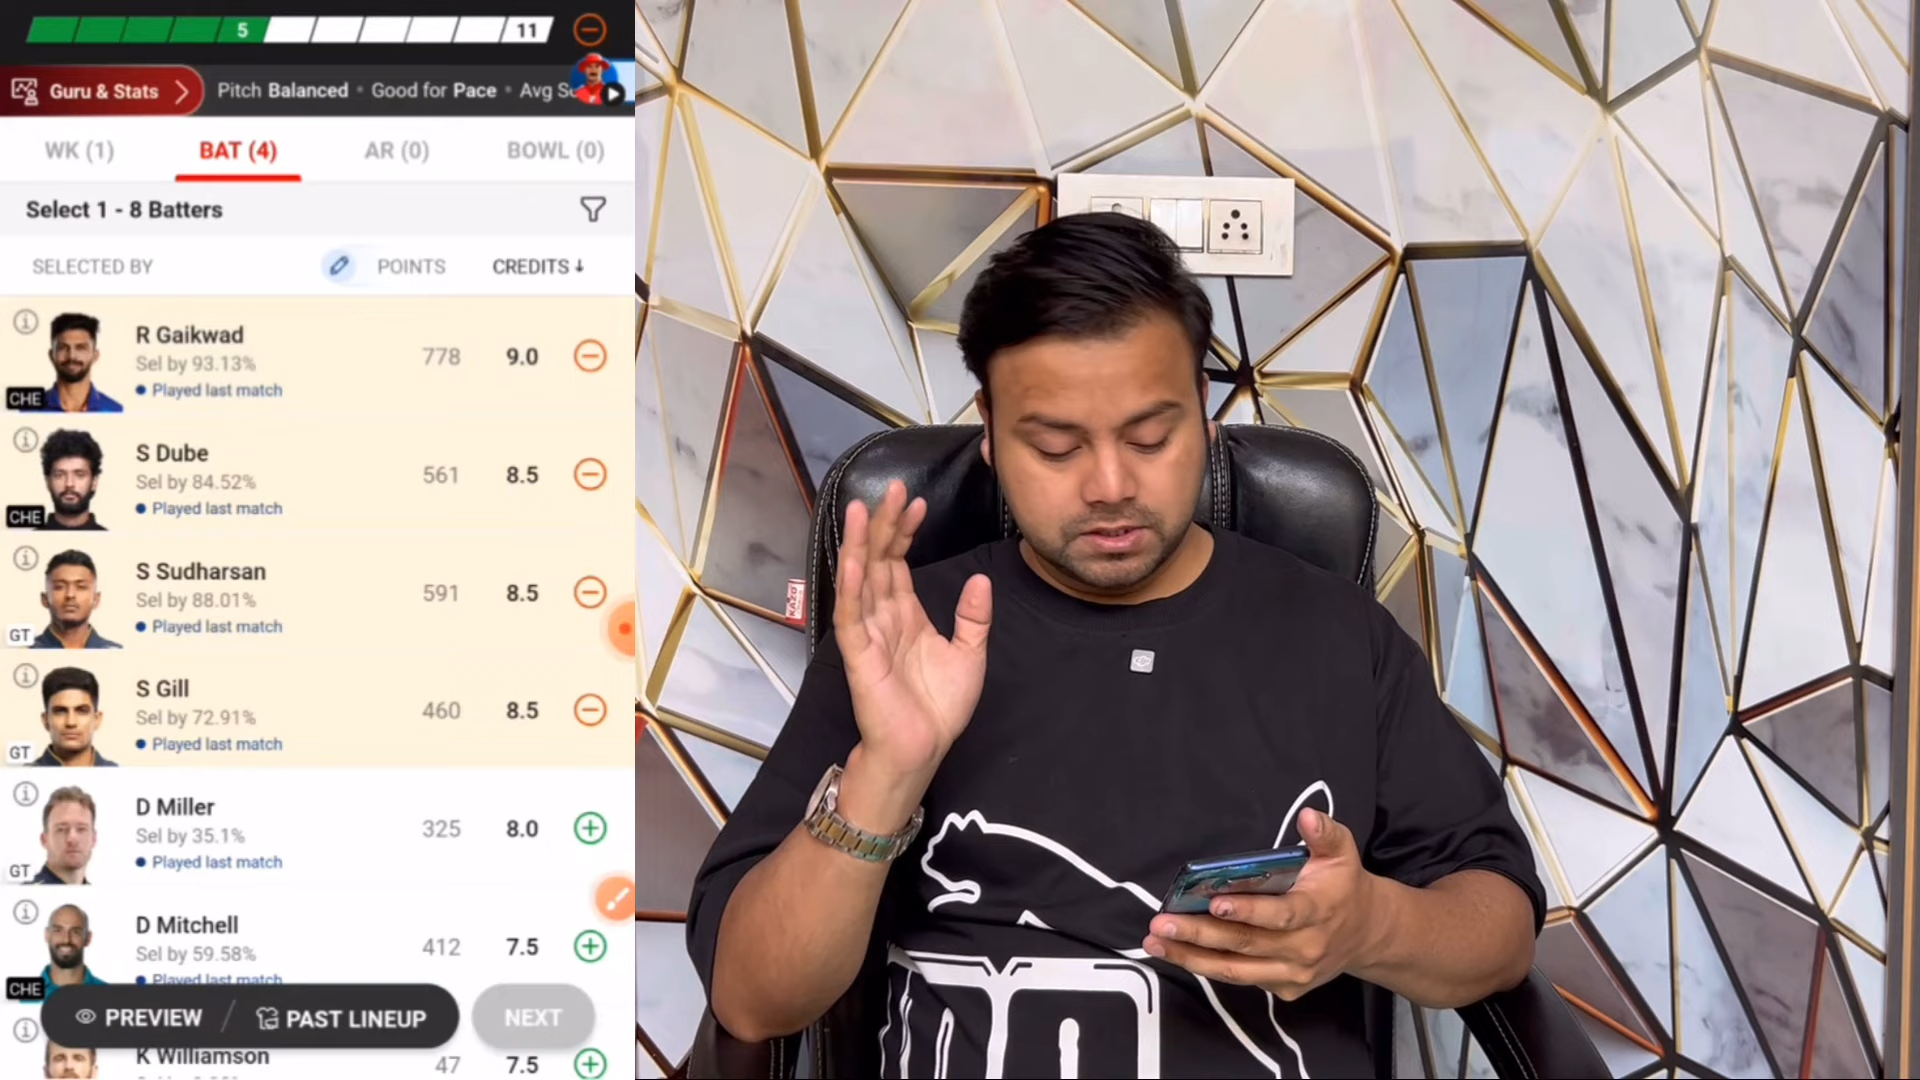 5 11
Guru & Stats Pitch Balanced • Good for Pace • Avg
WK (1) BAT (4) AR (0) BOWL (0)
Select 1 - 8 Batters
SELECTED BY POINTS CREDITS ↓
R Gaikwad
Sel by 93.13% 778 9.0
CHE • Played last match
S Dube
Sel by 84.52% 561 8.5
CHE • Played last match
S Sudharsan
Sel by 88.01% 591 8.5
GT • Played last match
S Gill
Sel by 72.91% 460 8.5
GT • Played last match
D Miller
Sel by 35.1% 325 8.0
GT • Played last match
D Mitchell
Sel by 59.58% 412 7.5
CHE • Played last match
PREVIEW / PAST LINEUP NEXT
K Williamson 47 7.5
KAZO